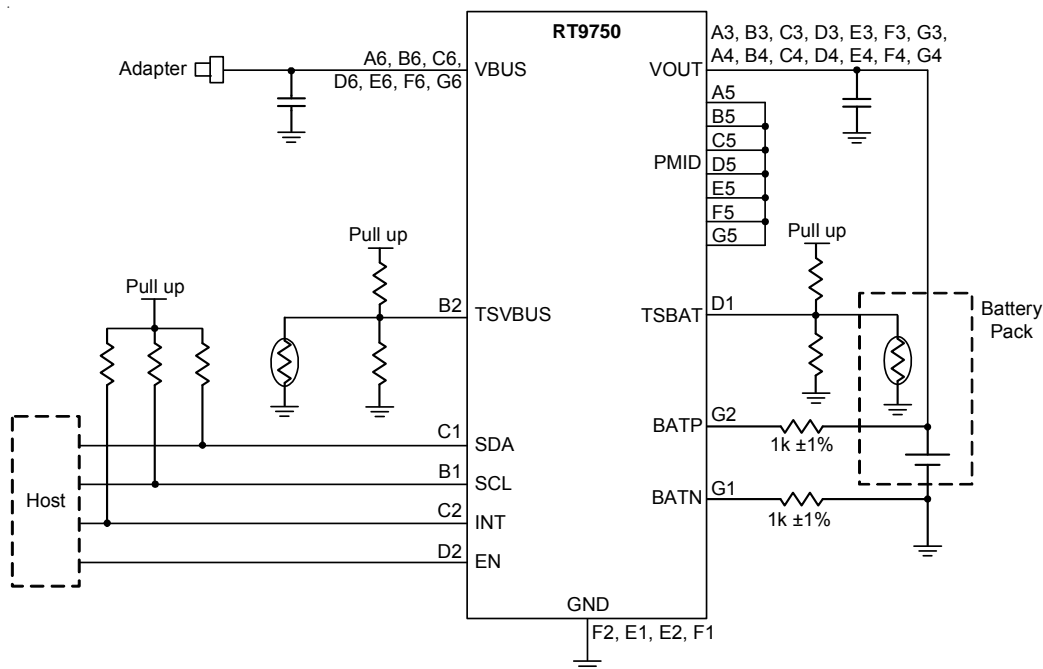 RT9750
Adapter
A6, B6, C6,
D6, E6, F6, G6
VBUS
VOUT
A3, B3, C3, D3, E3, F3, G3,
A4, B4, C4, D4, E4, F4, G4
A5
B5
C5
PMID
D5
E5
F5
G5
Pull up
Pull up
Pull up
B2
TSVBUS
TSBAT
D1
Battery
Pack
C1
SDA
BATP
G2
1k ±1%
B1
SCL
Host
BATN
G1
1k ±1%
C2
INT
D2
EN
GND
F2, E1, E2, F1